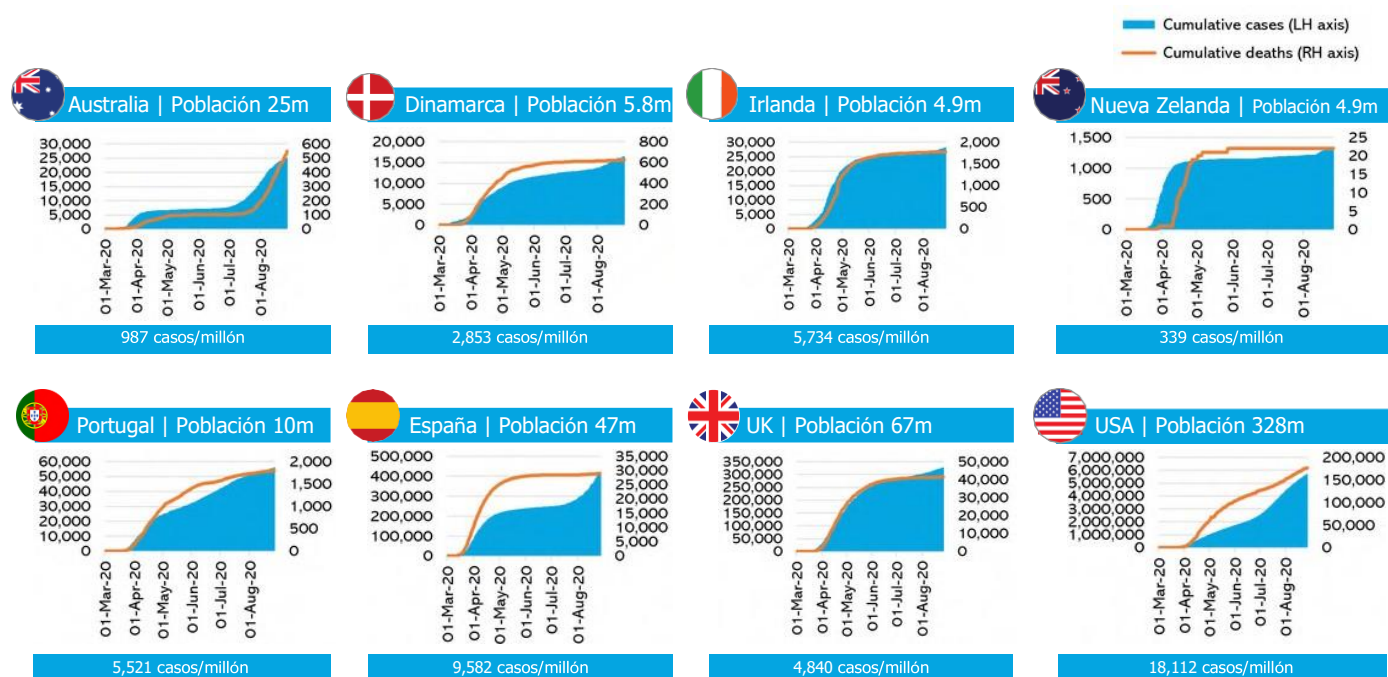 Cumulative cases (LH axis)
Cumulative deaths (RH axis)
Australia | Población 25m
30,000
25,000
20,000
15,000
10,000
5,000
0
600
500
400
300
200
100
0
01-Mar-20
01-Apr-20
01-May-20
01-Jun-20
01-Jul-20
01-Aug-20
987 casos/millón
Dinamarca | Población 5.8m
20,000
15,000
10,000
5,000
0
800
600
400
200
0
01-Mar-20
01-Apr-20
01-May-20
01-Jun-20
01-Jul-20
01-Aug-20
2,853 casos/millón
Irlanda | Población 4.9m
30,000
25,000
20,000
15,000
10,000
5,000
0
2,000
1,500
1,000
500
0
01-Mar-20
01-Apr-20
01-May-20
01-Jun-20
01-Jul-20
01-Aug-20
5,734 casos/millón
Nueva Zelanda | Población 4.9m
1,500
1,000
500
0
25
20
15
10
5
0
01-Mar-20
01-Apr-20
01-May-20
01-Jun-20
01-Jul-20
01-Aug-20
339 casos/millón
Portugal | Población 10m
60,000
50,000
40,000
30,000
20,000
10,000
0
2,000
1,500
1,000
500
0
01-Mar-20
01-Apr-20
01-May-20
01-Jun-20
01-Jul-20
01-Aug-20
5,521 casos/millón
España | Población 47m
500,000
400,000
300,000
200,000
100,000
0
35,000
30,000
25,000
20,000
15,000
10,000
5,000
0
01-Mar-20
01-Apr-20
01-May-20
01-Jun-20
01-Jul-20
01-Aug-20
9,582 casos/millón
UK | Población 67m
350,000
300,000
250,000
200,000
150,000
100,000
50,000
0
50,000
40,000
30,000
20,000
10,000
0
01-Mar-20
01-Apr-20
01-May-20
01-Jun-20
01-Jul-20
01-Aug-20
4,840 casos/millón
USA | Población 328m
7,000,000
6,000,000
5,000,000
4,000,000
3,000,000
2,000,000
1,000,000
0
200,000
150,000
100,000
50,000
0
01-Mar-20
01-Apr-20
01-May-20
01-Jun-20
01-Jul-20
01-Aug-20
18,112 casos/millón